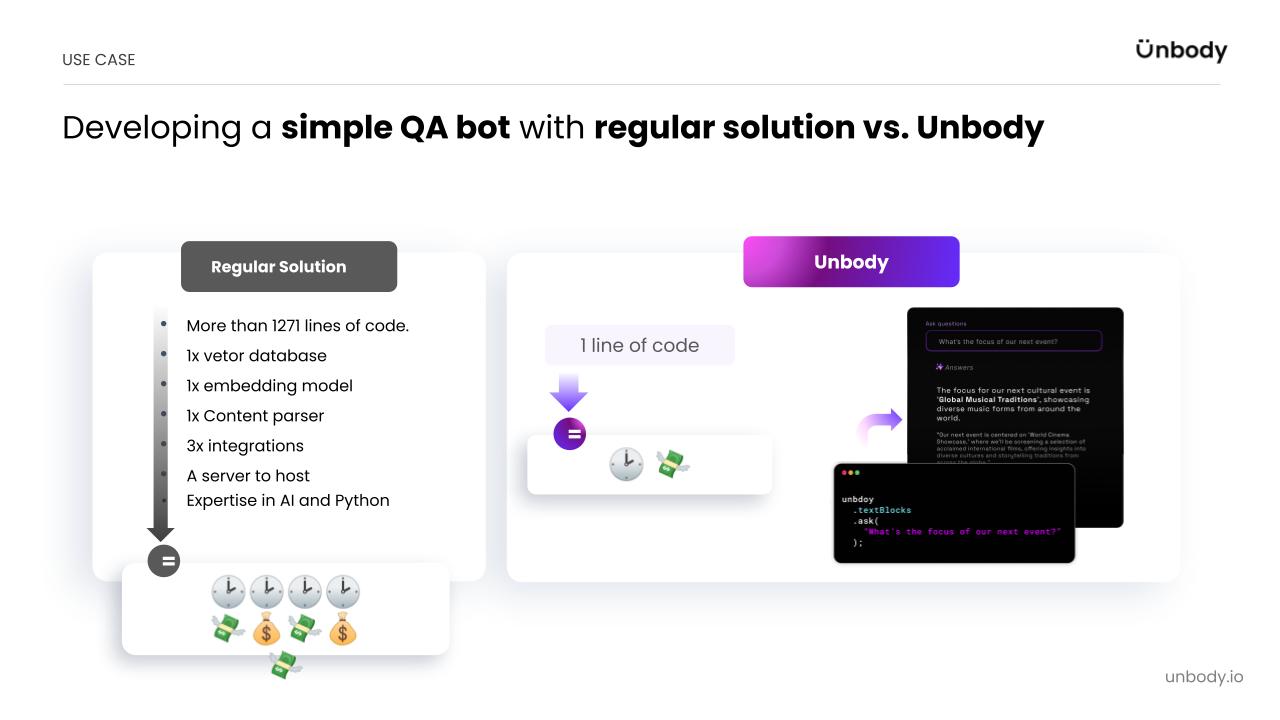 USE CASE
Ünbody
Developing a simple QA bot with regular solution vs. Unbody
Regular Solution
More than 1271 lines of code.
1x vetor database
1x embedding model
1x Content parser
3x integrations
A server to host
Expertise in AI and Python
=
Unbody
1 line of code
=
Ask questions
What's the focus of our next event?
Answers
The focus for our next cultural event is
'Global Musical Traditions', showcasing
diverse music forms from around the
world.
"Our next event is centered on 'World Cinema
Showcase,' where we'll be screening a selection of
acclaimed international films, offering insights into
diverse cultures and storytelling traditions from
across the globe."
unbdoy
.textBlocks
.ask(
"What's the focus of our next event?"
);
unbody.io